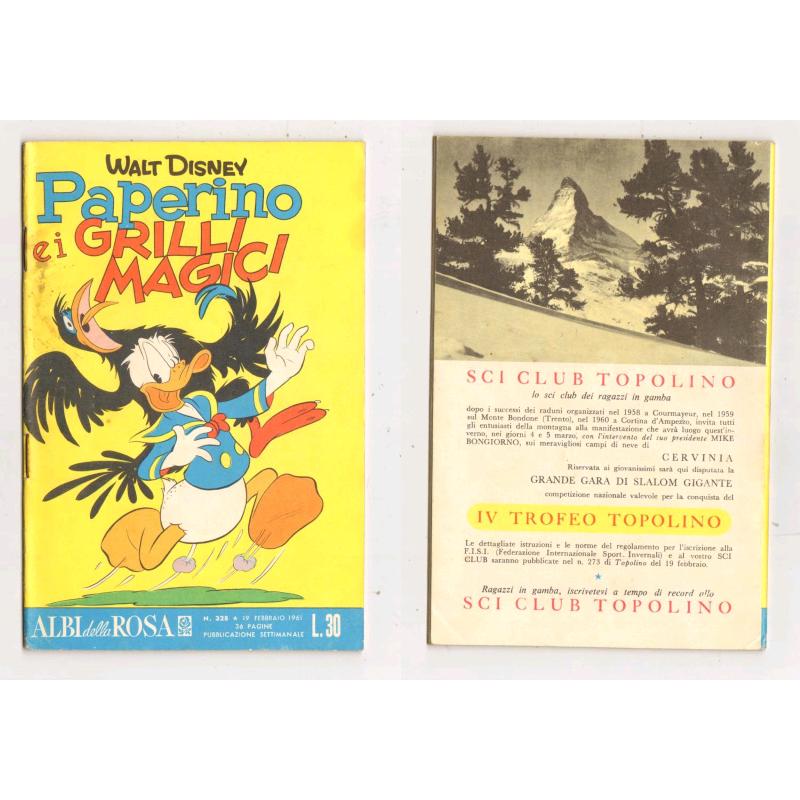 WALT DISNEY
Paperino
e i GRILLI
MAGICI
ALBI della ROSA
N. 328 ★ 19 FEBBRAIO 1961
36 PAGINE
PUBBLICAZIONE SETTIMANALE
L.30
SCI CLUB TOPOLINO
lo sci club dei ragazzi in gamba
dopo i successi dei raduni organizzati nel 1958 a Courmayeur, nel 1959
sul Monte Bondone (Trento), nel 1960 a Cortina d'Ampezzo, invita tutti
gli entusiasti della montagna alla manifestazione che avrà luogo quest'in-
verno, nei giorni 4 e 5 marzo, con l'intervento del suo presidente MIKE
BONGIORNO, sui meravigliosi campi di neve di
CERVINIA
Riservata ai giovanissimi sarà qui disputata la
GRANDE GARA DI SLALOM GIGANTE
competizione nazionale valevole per la conquista del
IV TROFEO TOPOLINO
Le dettagliate istruzioni e le norme del regolamento per l'iscrizione alla
F.I.S.I. (Federazione Internazionale Sport. Invernali) e al vostro SCI
CLUB saranno pubblicate nel n. 273 di Topolino del 19 febbraio.
★
Ragazzi in gamba, iscrivetevi a tempo di record allo
SCI CLUB TOPOLINO